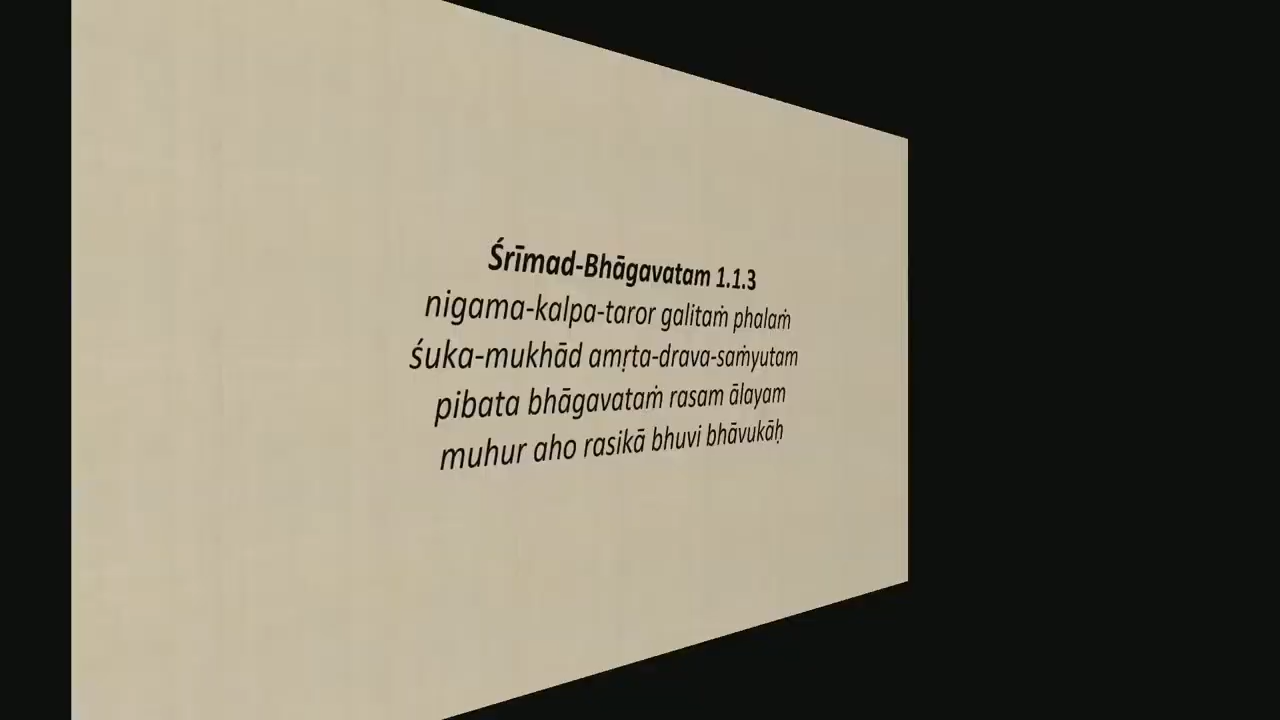 Śrīmad-Bhāgavatam 1.1.3
nigama-kalpa-taror galitaṁ phalaṁ
śuka-mukhād amṛta-drava-saṁyutam
pibata bhāgavataṁ rasam ālayam
muhur aho rasikā bhuvi bhāvukāḥ